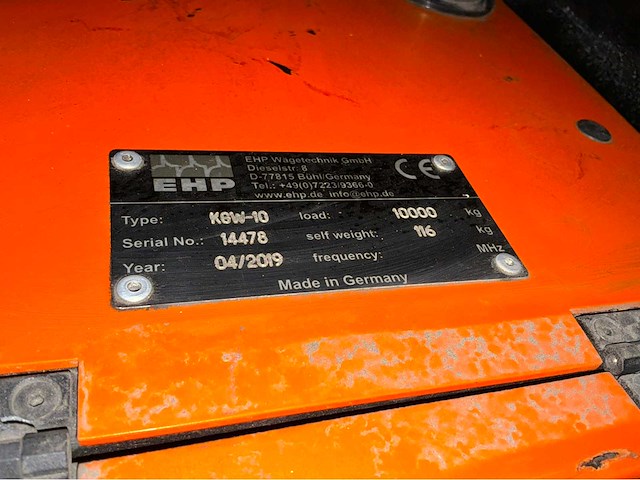 EHP
EHP Wägetechnik GmbH
Dieselstr. 8
D-77815 Bühl/Germany
Tel.: +49(0)7223/9366-0
www.ehp.de info@ehp.de
CE
Type: KGW-10 load: 10000 kg
Serial No.: 14478 self weight: 116 kg
Year: 04/2019 frequency: MHz
Made in Germany